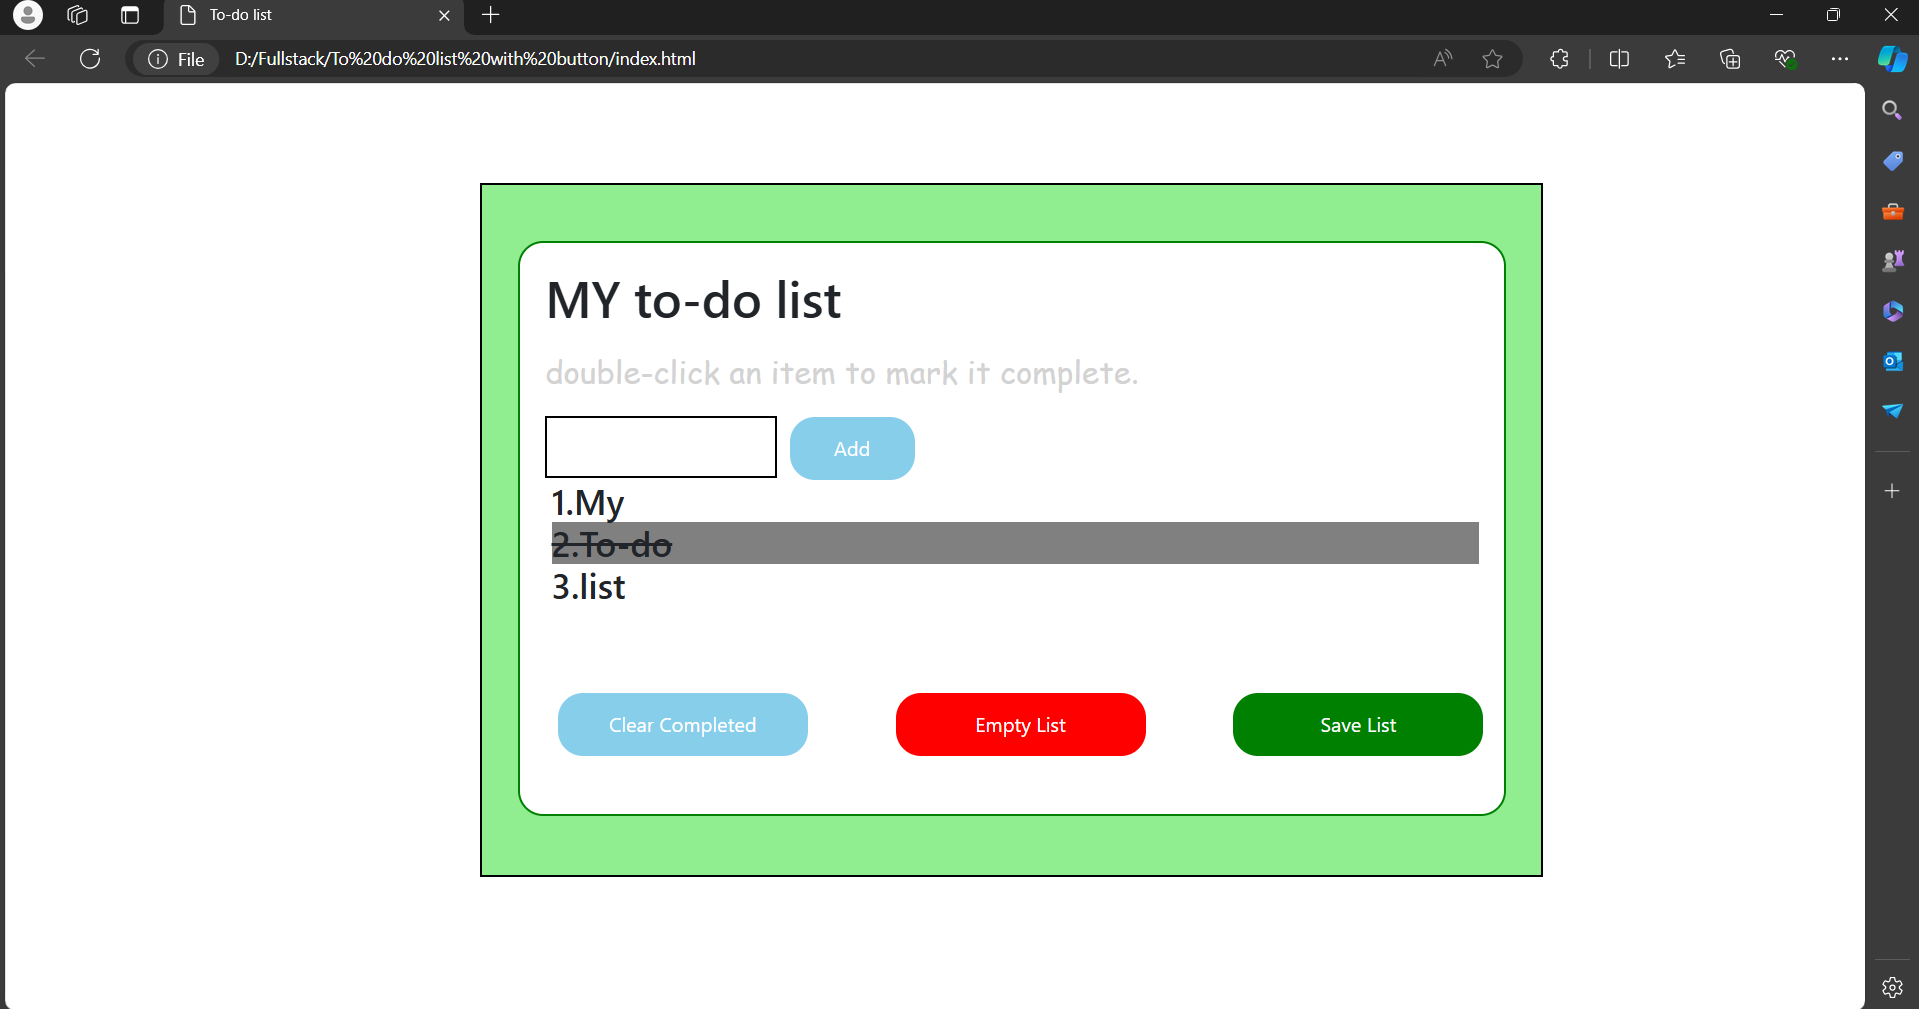 To-do list
File
D:/Fullstack/To%20do%20list%20with%20button/index.html
MY to-do list
double-click an item to mark it complete.
Add
1.My
2.To-do
3.list
Clear Completed
Empty List
Save List